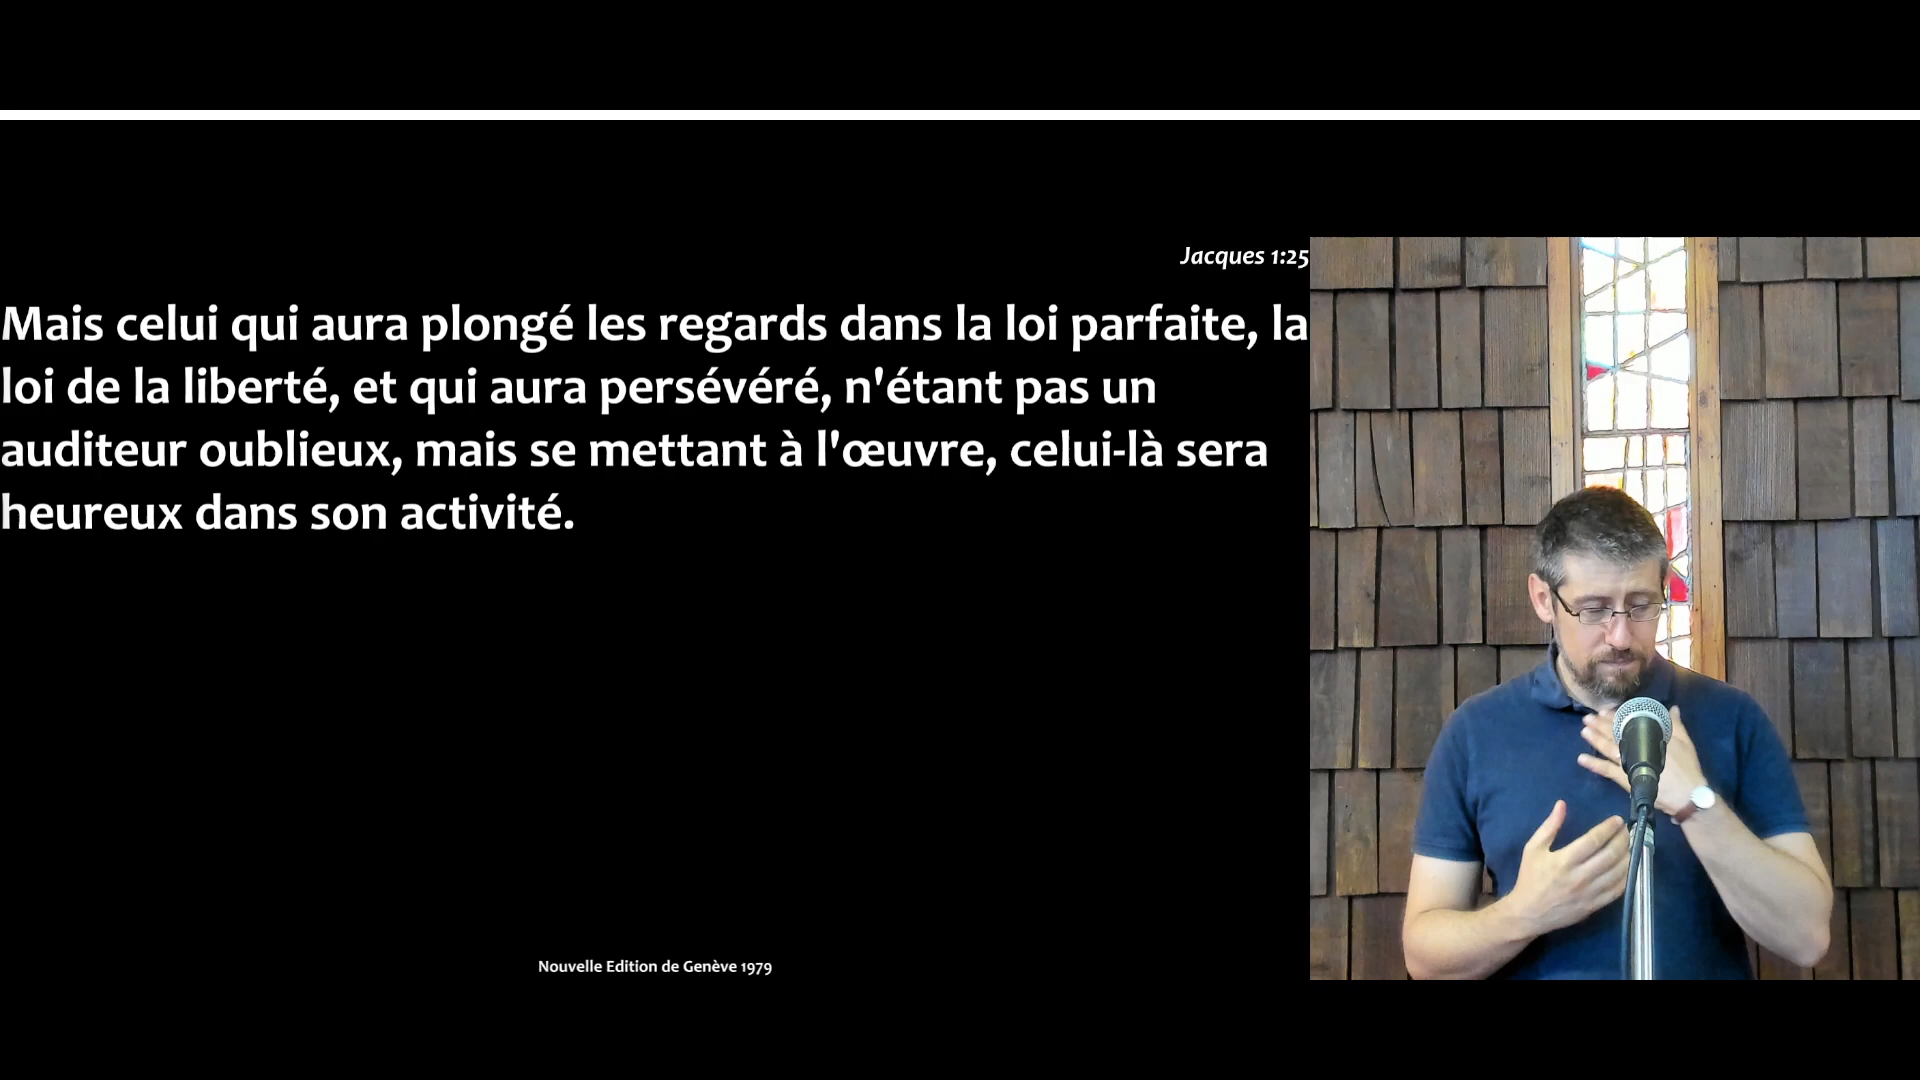 Jacques 1:25
Mais celui qui aura plongé les regards dans la loi parfaite, la
loi de la liberté, et qui aura persévéré, n'étant pas un
auditeur oublieux, mais se mettant à l'œuvre, celui-là sera
heureux dans son activité.
Nouvelle Edition de Genève 1979